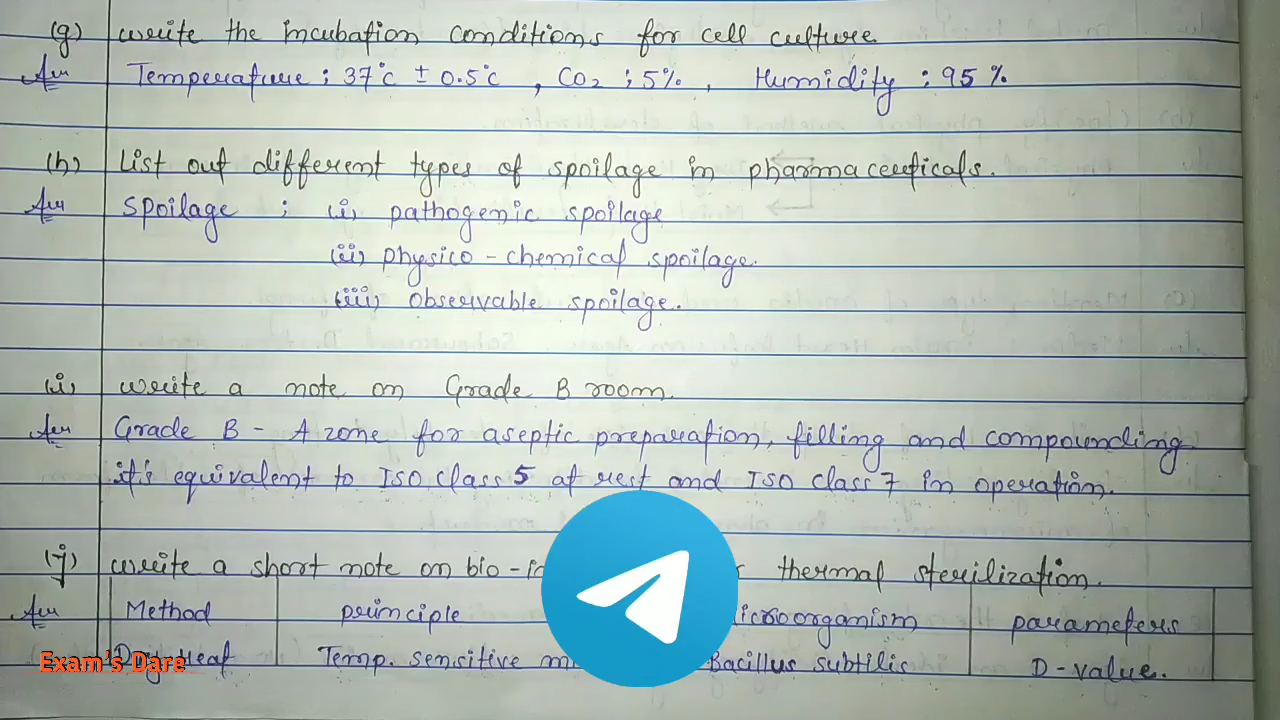 (g) write the incubation conditions for cell culture.
Ans Temperature : 37°c ± 0.5°c , CO2 : 5% , Humidity : 95 %
(h) List out different types of spoilage in pharmaceuticals.
Ans Spoilage : (i) pathogenic spoilage
(ii) physico - chemical spoilage.
(iii) observable spoilage.
(i) write a note on Grade B room.
Ans Grade B - A zone for aseptic preparation, filling and compounding
it's equivalent to ISO class 5 at rest and ISO class 7 in operation.
(j) write a short note on bio - thermal sterilization.
Ans Method principle icroorganism parameters
Dry Heat Temp. sensitive Bacillus subtilis D - value.
Exam's Dare